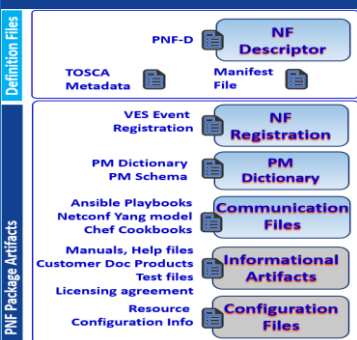 Definition Files
PNF-D
NF
Descriptor
TOSCA
Metadata
Manifest
File
PNF Package Artifacts
VES Event
Registration
NF
Registration
PM Dictionary
PM Schema
PM
Dictionary
Ansible Playbooks
Netconf Yang model
Chef Cookbooks
Communication
Files
Manuals, Help files
Customer Doc Products
Test files
Licensing agreement
Informational
Artifacts
Resource
Configuration Info
Configuration
Files